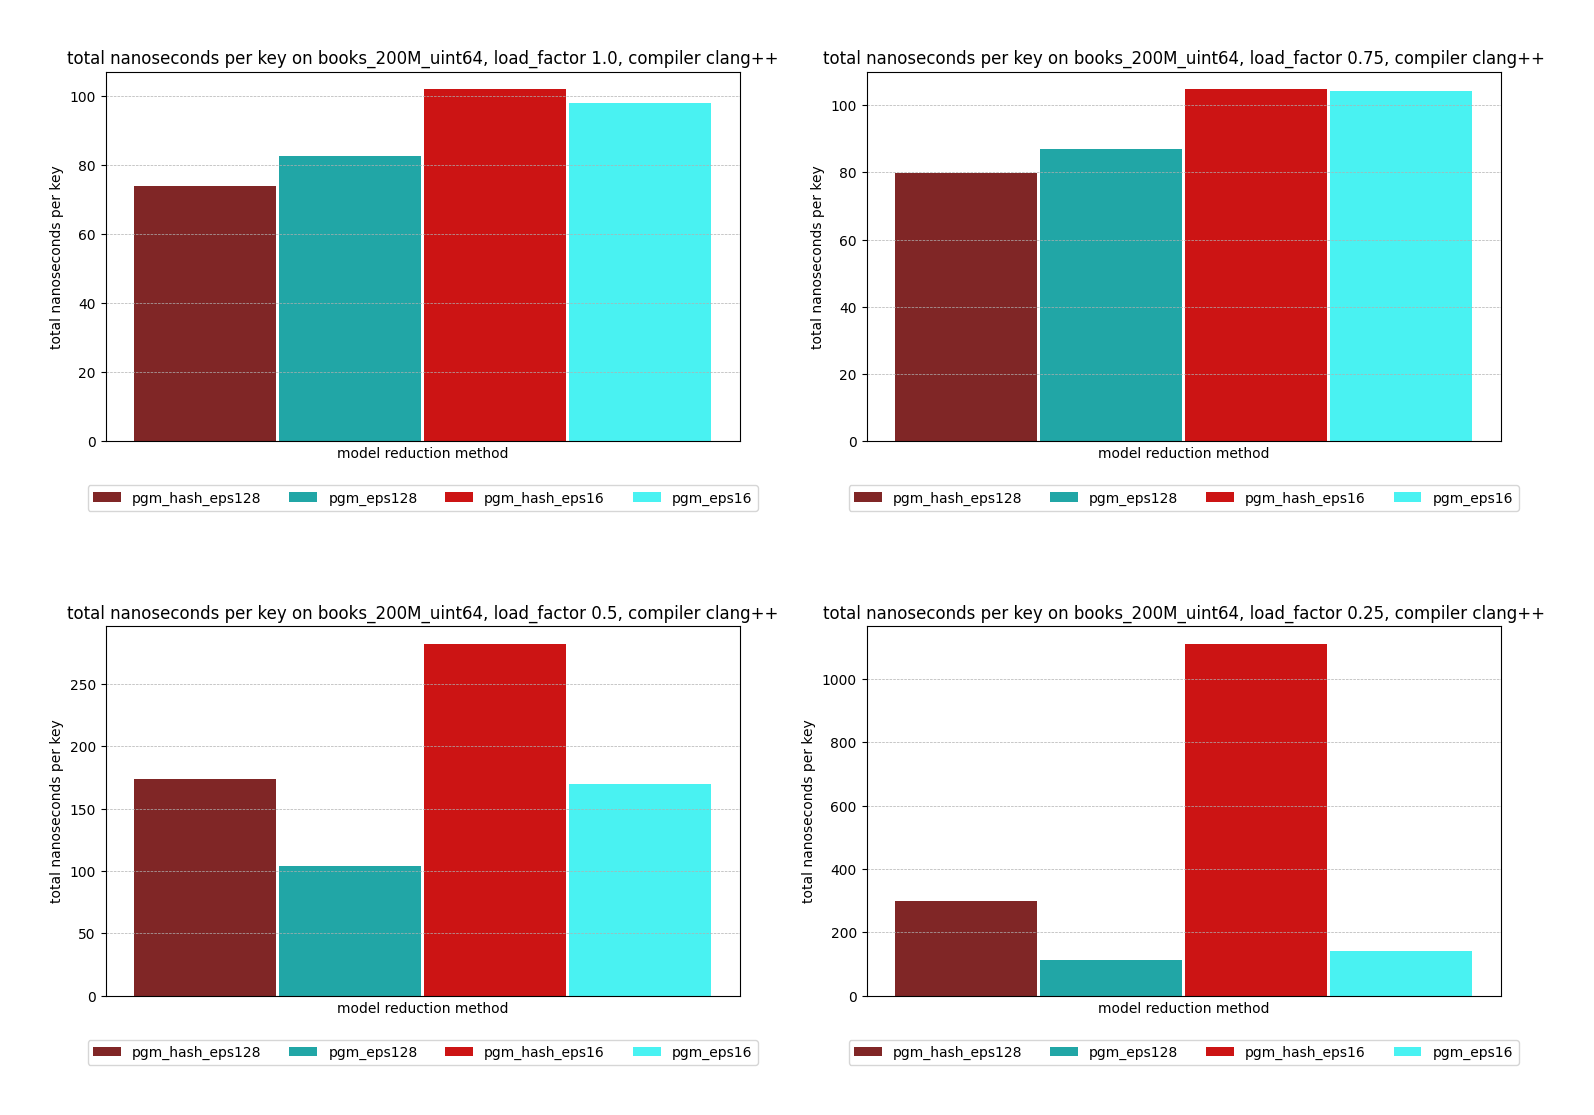 total nanoseconds per key on books_200M_uint64, load_factor 1.0, compiler clang++
total nanoseconds per key
100
80
60
40
20
0
model reduction method
pgm_hash_eps128 pgm_eps128 pgm_hash_eps16 pgm_eps16
total nanoseconds per key on books_200M_uint64, load_factor 0.75, compiler clang++
total nanoseconds per key
100
80
60
40
20
0
model reduction method
pgm_hash_eps128 pgm_eps128 pgm_hash_eps16 pgm_eps16
total nanoseconds per key on books_200M_uint64, load_factor 0.5, compiler clang++
total nanoseconds per key
250
200
150
100
50
0
model reduction method
pgm_hash_eps128 pgm_eps128 pgm_hash_eps16 pgm_eps16
total nanoseconds per key on books_200M_uint64, load_factor 0.25, compiler clang++
total nanoseconds per key
1000
800
600
400
200
0
model reduction method
pgm_hash_eps128 pgm_eps128 pgm_hash_eps16 pgm_eps16